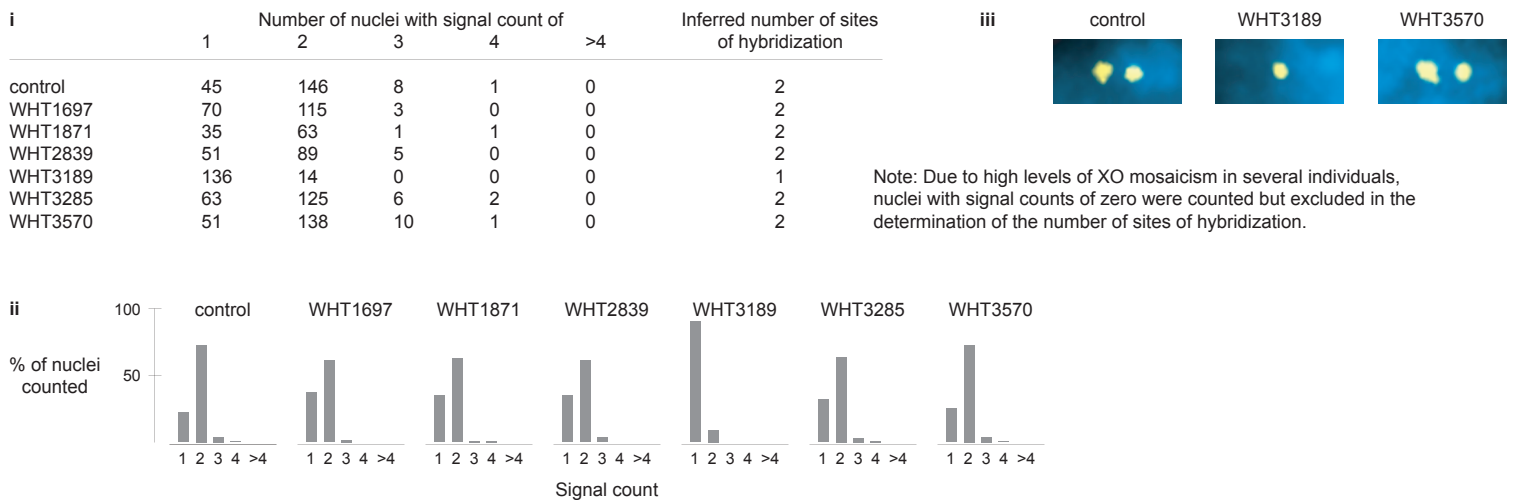 i
Number of nuclei with signal count of
Inferred number of sites
of hybridization
1 2 3 4 >4
control 45 146 8 1 0 2
WHT1697 70 115 3 0 0 2
WHT1871 35 63 1 1 0 2
WHT2839 51 89 5 0 0 2
WHT3189 136 14 0 0 0 1
WHT3285 63 125 6 2 0 2
WHT3570 51 138 10 1 0 2
iii
control WHT3189 WHT3570
Note: Due to high levels of XO mosaicism in several individuals,
nuclei with signal counts of zero were counted but excluded in the
determination of the number of sites of hybridization.
ii
100
50
% of nuclei
counted
control WHT1697 WHT1871 WHT2839 WHT3189 WHT3285 WHT3570
1 2 3 4 >4 1 2 3 4 >4 1 2 3 4 >4 1 2 3 4 >4 1 2 3 4 >4 1 2 3 4 >4 1 2 3 4 >4
Signal count